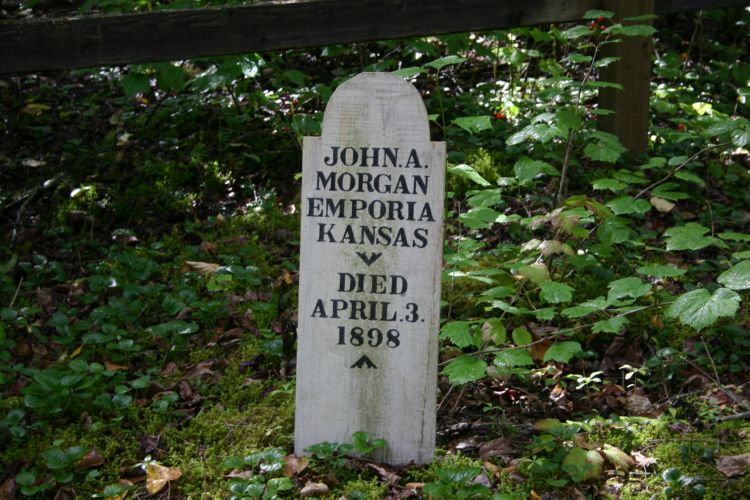 JOHN.A.
MORGAN
EMPORIA
KANSAS
DIED
APRIL.3.
1898